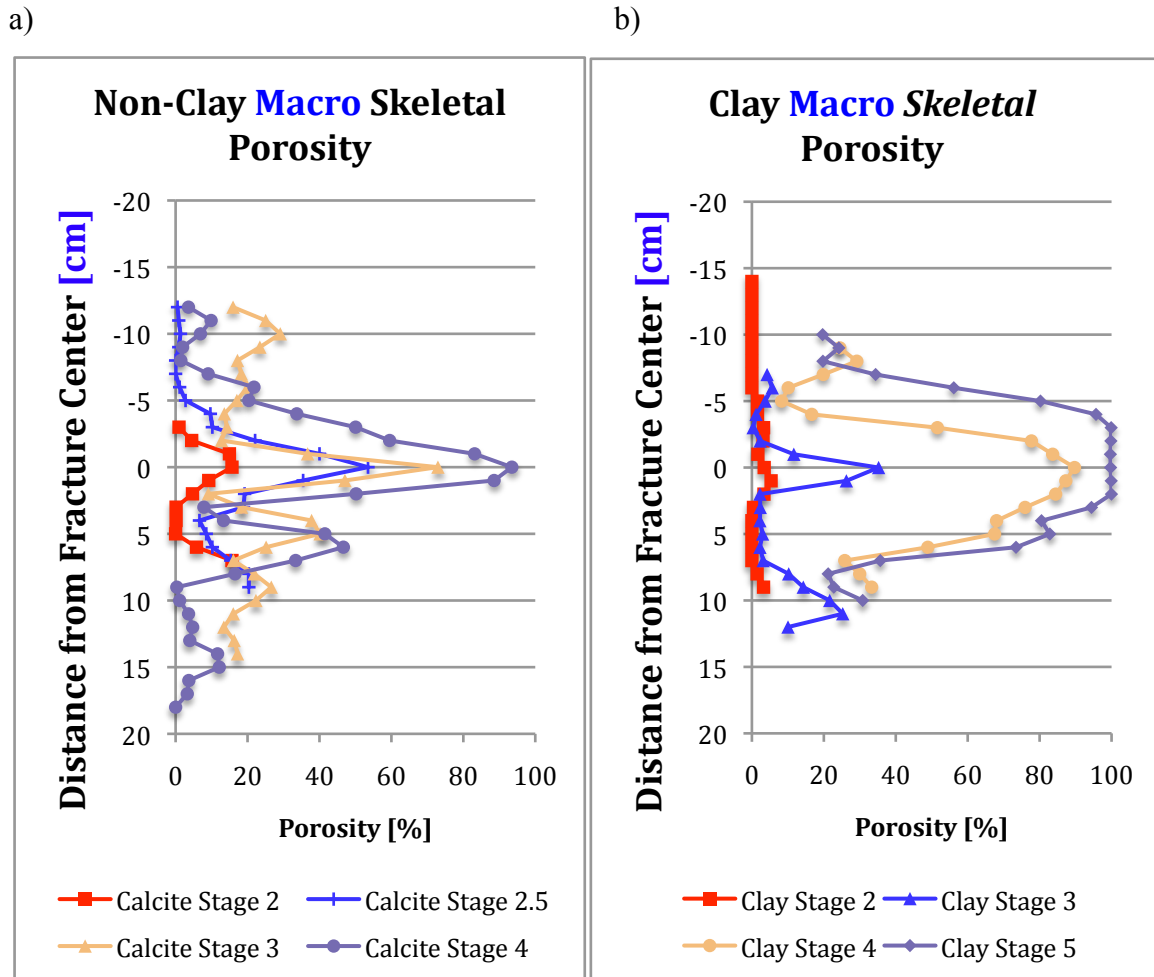 a)
b)
Non-Clay Macro Skeletal
Porosity
Distance from Fracture Center [cm]
-20
-15
-10
-5
0
5
10
15
20
0 20 40 60 80 100
Porosity [%]
Calcite Stage 2 Calcite Stage 2.5
Calcite Stage 3 Calcite Stage 4
Clay Macro Skeletal
Porosity
Distance from Fracture Center [cm]
-20
-15
-10
-5
0
5
10
15
20
0 20 40 60 80 100
Porosity [%]
Clay Stage 2 Clay Stage 3
Clay Stage 4 Clay Stage 5